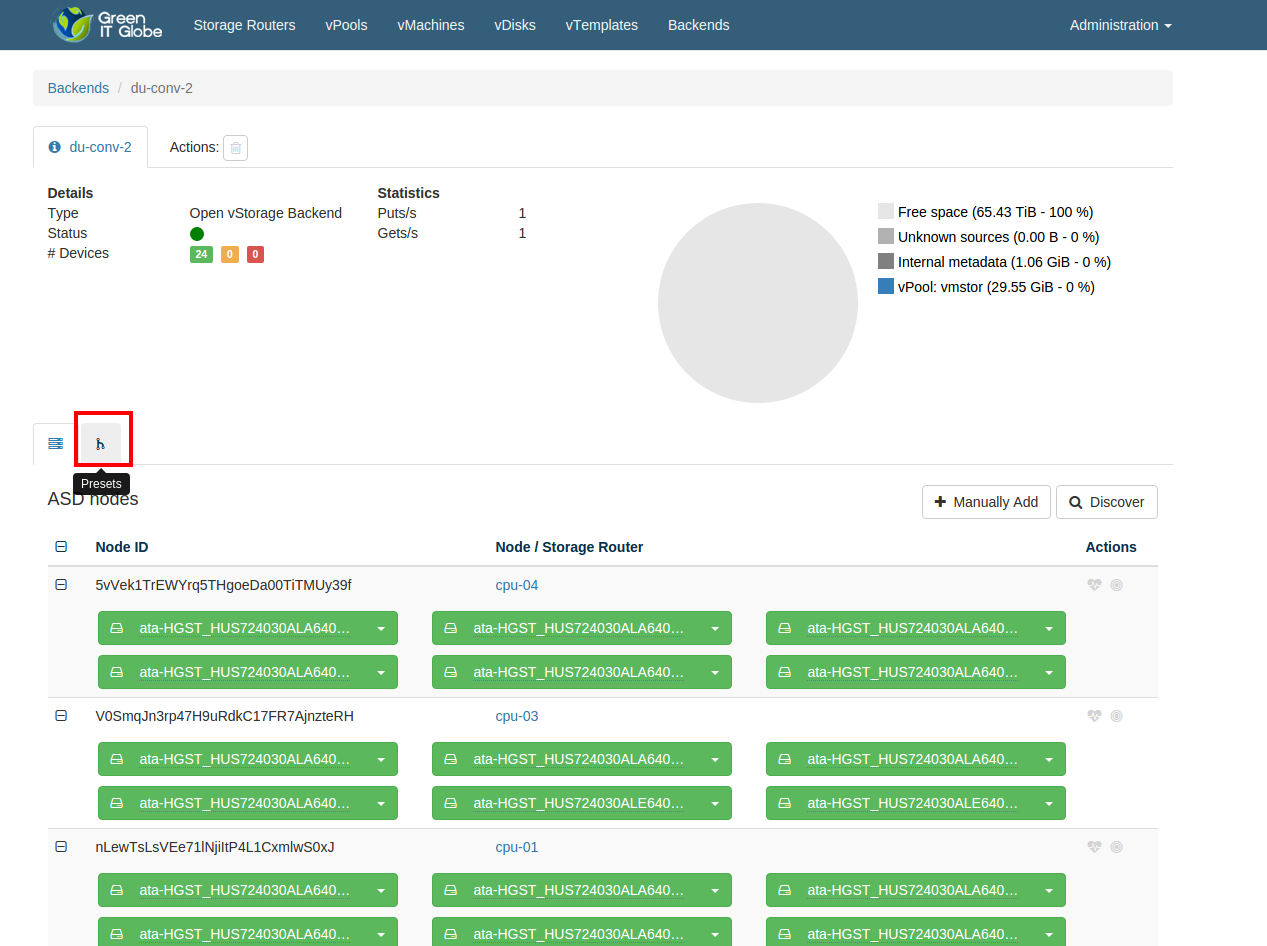 Green IT Globe Storage Routers vPools vMachines vDisks vTemplates Backends Administration
Backends / du-conv-2
du-conv-2 Actions:
Details Statistics
Type Open vStorage Backend Puts/s 1
Status Gets/s 1
# Devices 24 0 0
Free space (65.43 TiB - 100 %)
Unknown sources (0.00 B - 0 %)
Internal metadata (1.06 GiB - 0 %)
vPool: vmstor (29.55 GiB - 0 %)
Presets
ASD nodes Manually Add Discover
Node ID Node / Storage Router Actions
5vVek1TrEWYrq5THgoeDa00TiTMUy39f cpu-04
ata-HGST_HUS724030ALA640... ata-HGST_HUS724030ALA640... ata-HGST_HUS724030ALA640...
ata-HGST_HUS724030ALA640... ata-HGST_HUS724030ALA640... ata-HGST_HUS724030ALA640...
V0SmqJn3rp47H9uRdkC17FR7AjnzteRH cpu-03
ata-HGST_HUS724030ALA640... ata-HGST_HUS724030ALA640... ata-HGST_HUS724030ALA640...
ata-HGST_HUS724030ALA640... ata-HGST_HUS724030ALE640... ata-HGST_HUS724030ALE640...
nLewTsLsVEe71lNjiItP4L1CxmlwS0xJ cpu-01
ata-HGST_HUS724030ALA640... ata-HGST_HUS724030ALA640... ata-HGST_HUS724030ALA640...
ata-HGST_HUS724030ALA640... ata-HGST_HUS724030ALA640... ata-HGST_HUS724030ALA640...